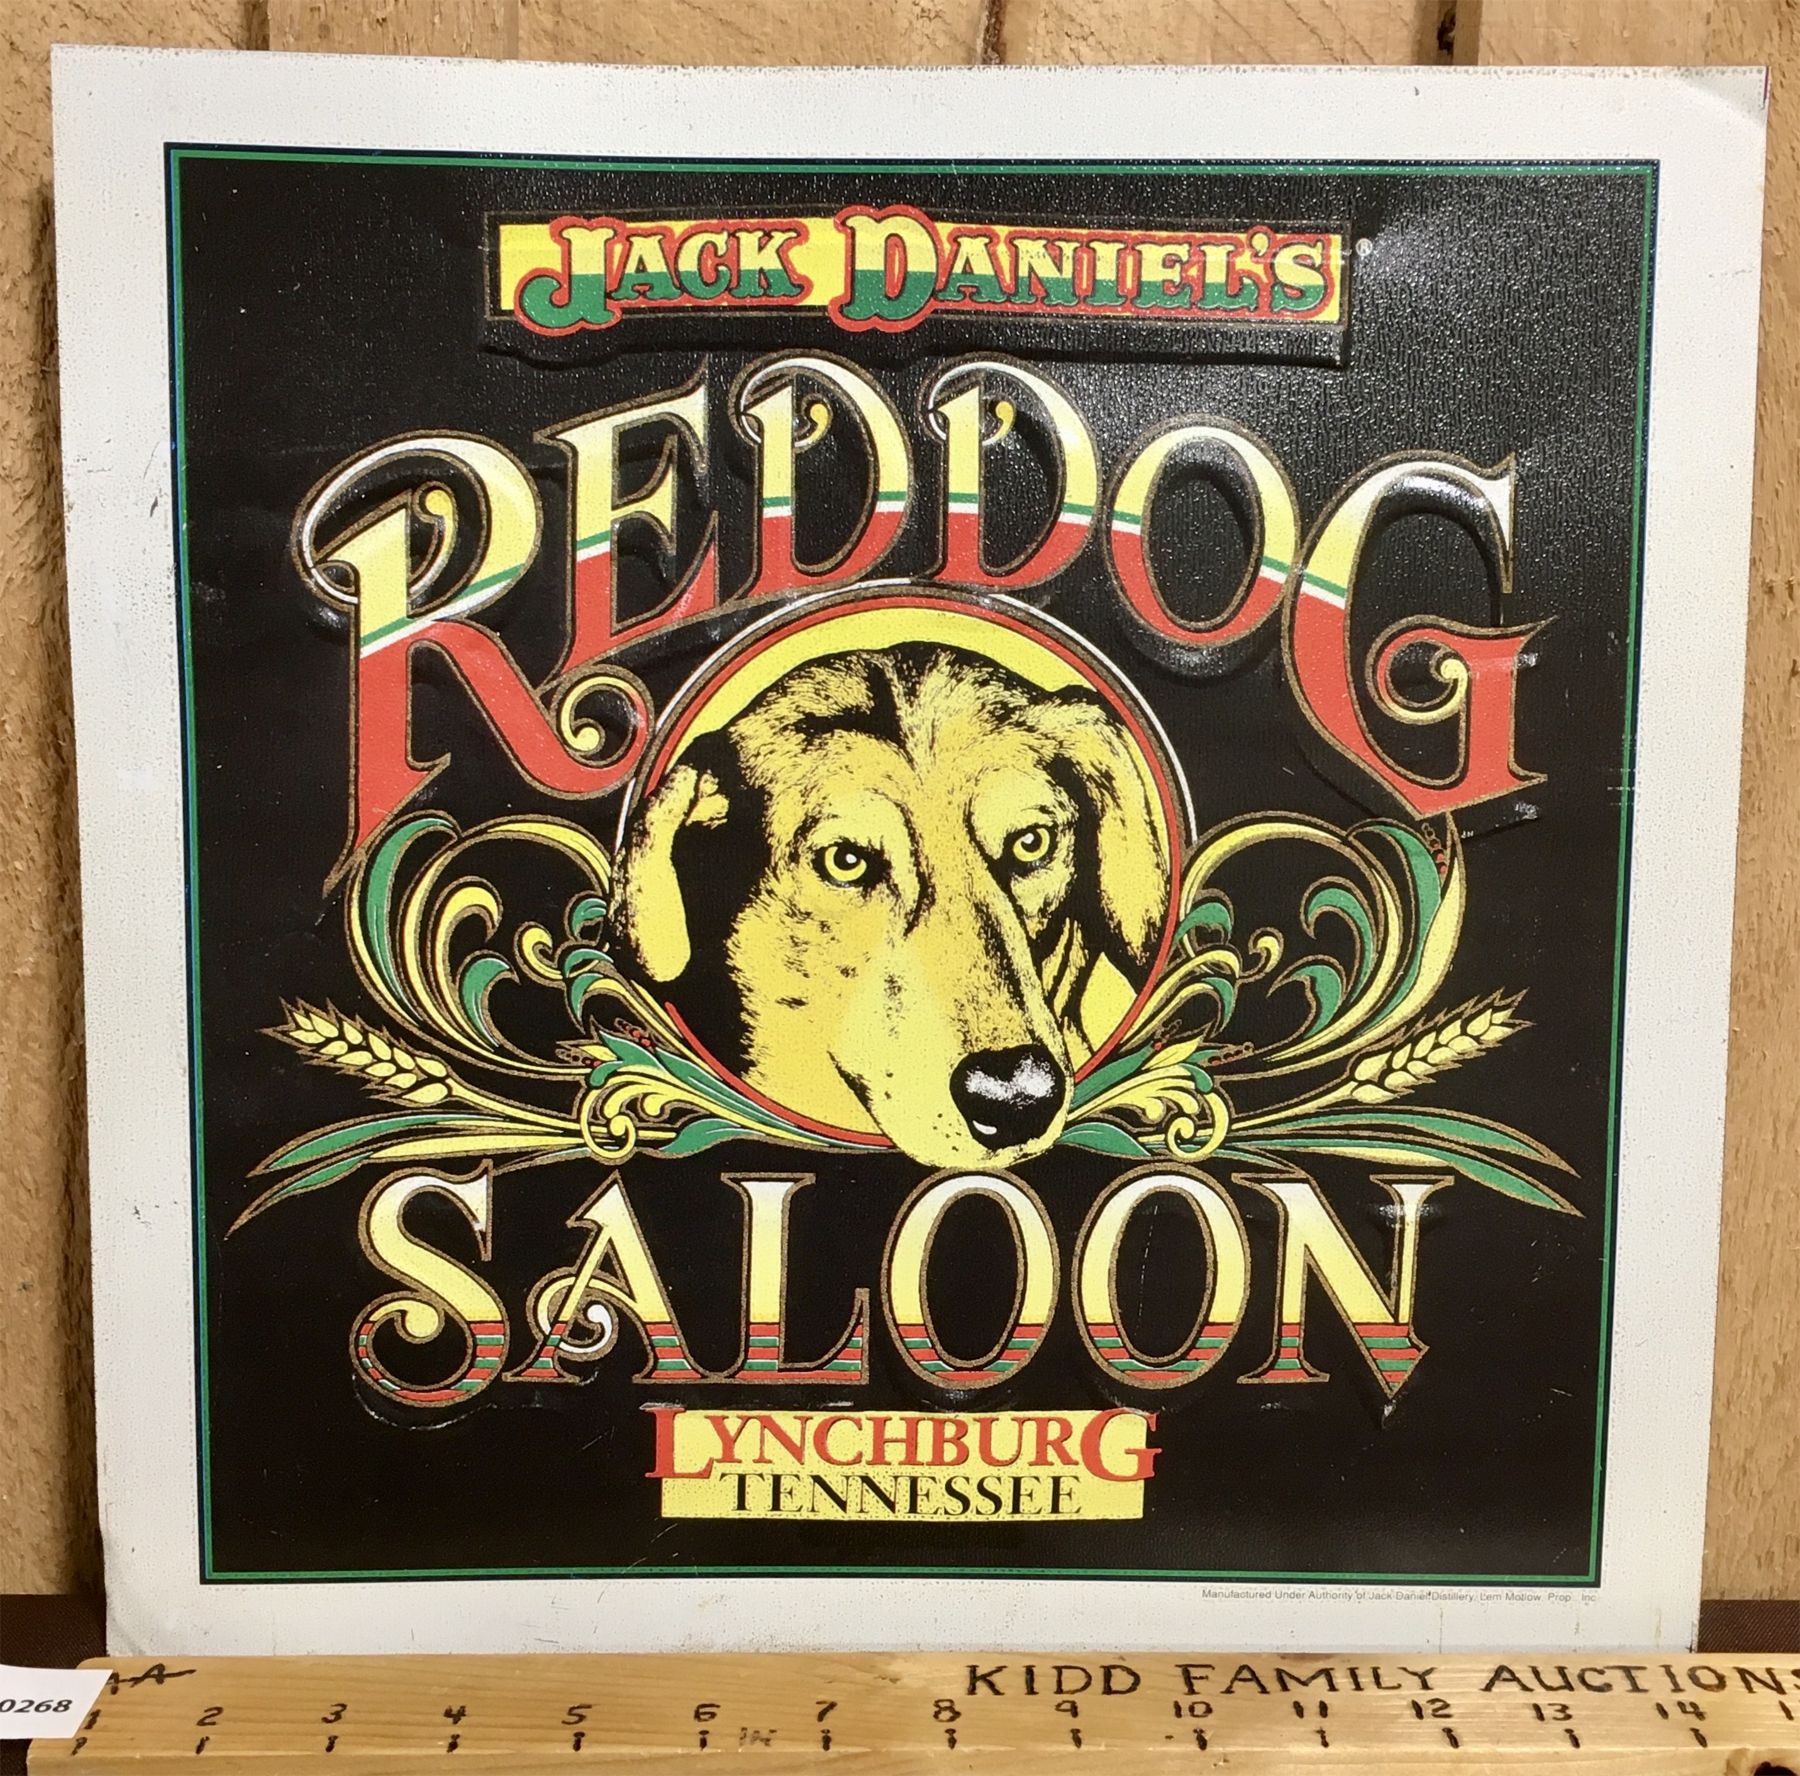 JACK DANIEL'S ®
RED DOG
SALOON
LYNCHBURG
TENNESSEE
Manufactured Under Authority of Jack Daniel Distillery, Lem Motlow, Prop., Inc.
KIDD FAMILY AUCTIONS
1 2 3 4 5 6 7 8 9 10 11 12 13 14
0268